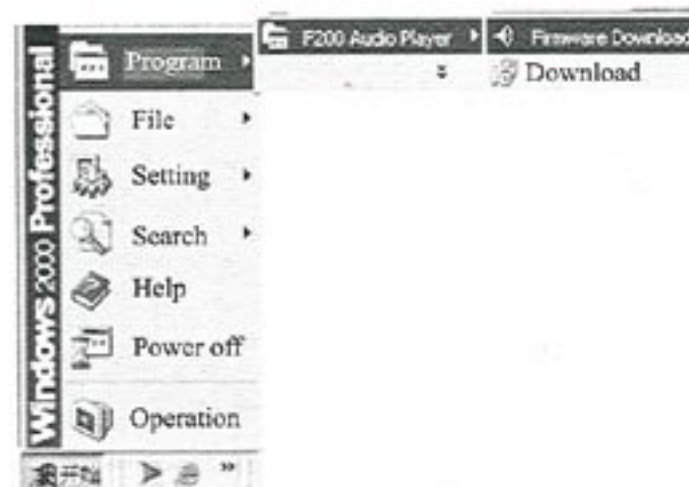 Windows 2000 Professional
Program
File
Setting
Search
Help
Power off
Operation
开始
»
F200 Audio Player
Firmware Download
Download